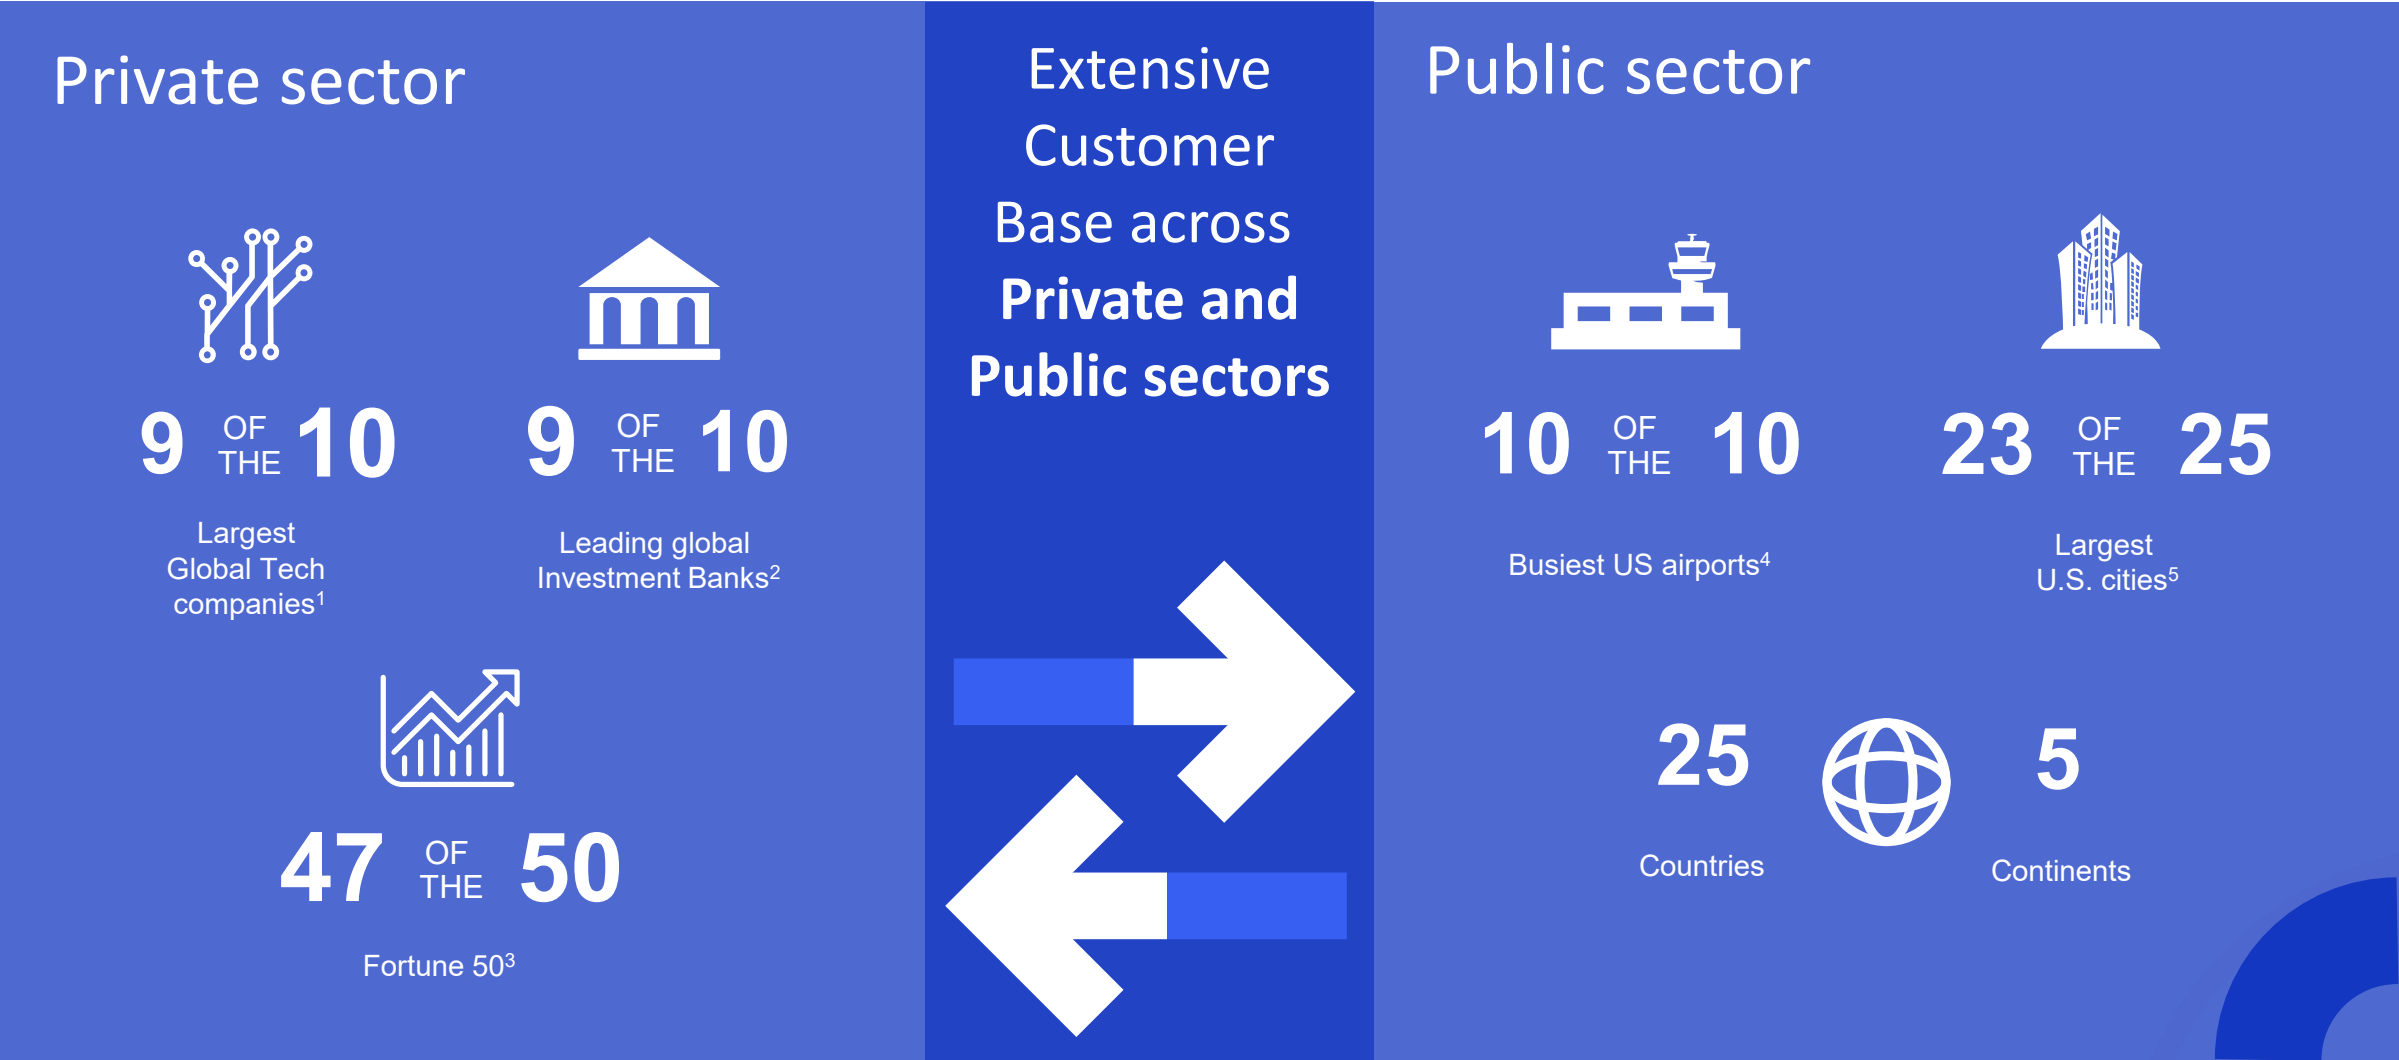 Private sector
9 OF THE 10
Largest
Global Tech
companies¹
9 OF THE 10
Leading global
Investment Banks²
47 OF THE 50
Fortune 50³
Extensive
Customer
Base across
Private and
Public sectors
Public sector
10 OF THE 10
Busiest US airports⁴
23 OF THE 25
Largest
U.S. cities⁵
25
Countries
5
Continents